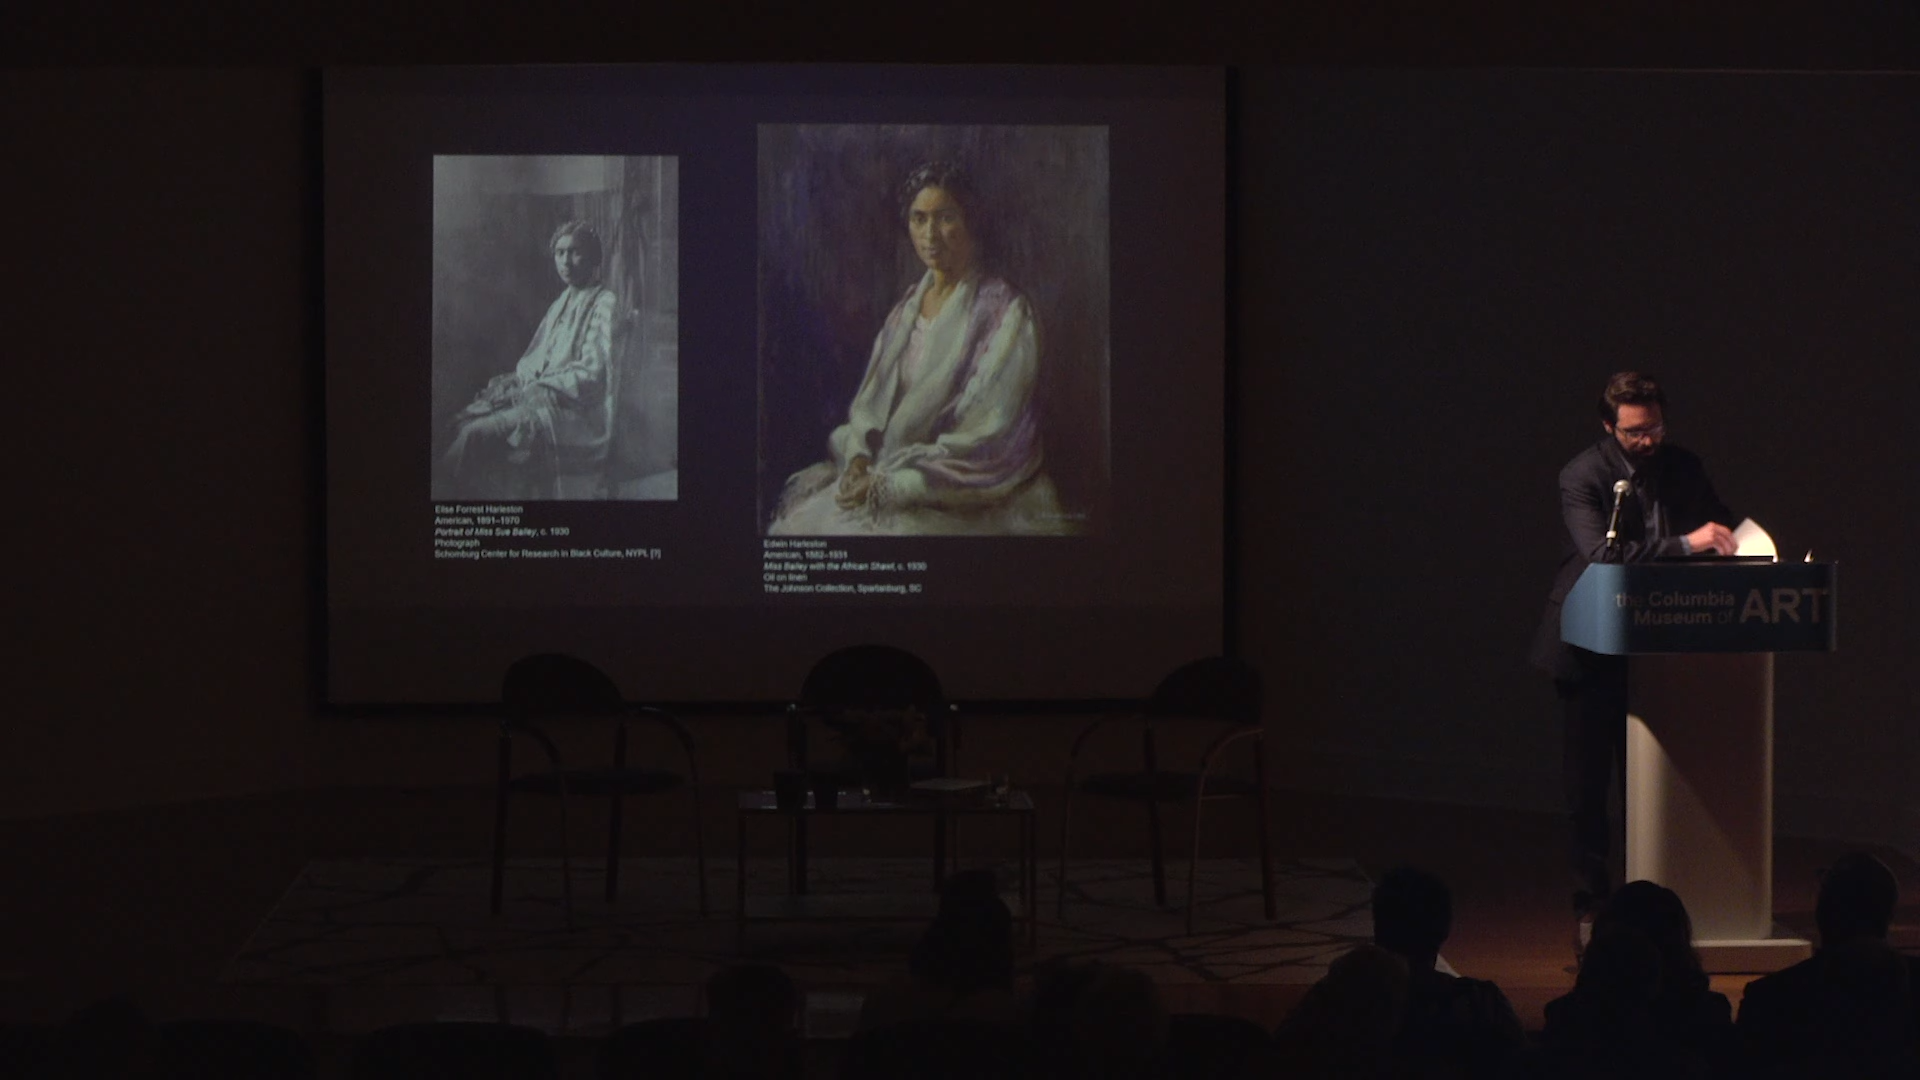 Elise Forrest Harleston
American, 1891–1970
Portrait of Miss Sue Bailey, c. 1930
Photograph
Schomburg Center for Research in Black Culture, NYPL [?]
Edwin Harleston
American, 1882–1931
Miss Bailey with the African Shawl, c. 1930
Oil on linen
The Johnson Collection, Spartanburg, SC
the Columbia
Museum of ART